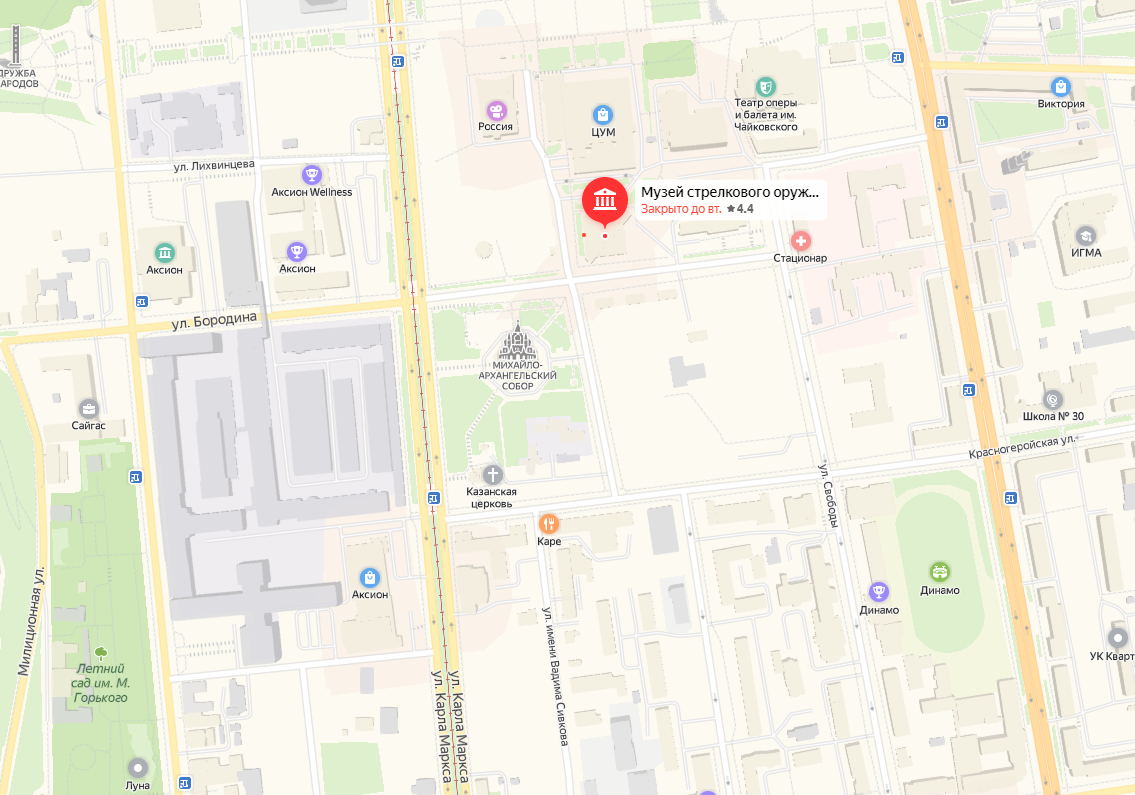 ДРУЖБА
НАРОДОВ
Россия
ЦУМ
Театр оперы
и балета им.
Чайковского
Виктория
ул. Лихвинцева
Аксион Wellness
Музей стрелкового оруж...
Закрыто до вт. ★4.4
Аксион
Аксион
Стационар
ИГМА
ул. Бородина
МИХАЙЛО-
АРХАНГЕЛЬСКИЙ
СОБОР
Сайгас
Школа № 30
Красногеройская ул.
Казанская
церковь
ул. Свободы
Каре
Аксион
Динамо
Динамо
Милиционная ул.
ул. имени Вадима Сивкова
УК Кварт
Летний
сад им. М.
Горького
ул. Карла Маркса
ул. Карла Маркса
Луна